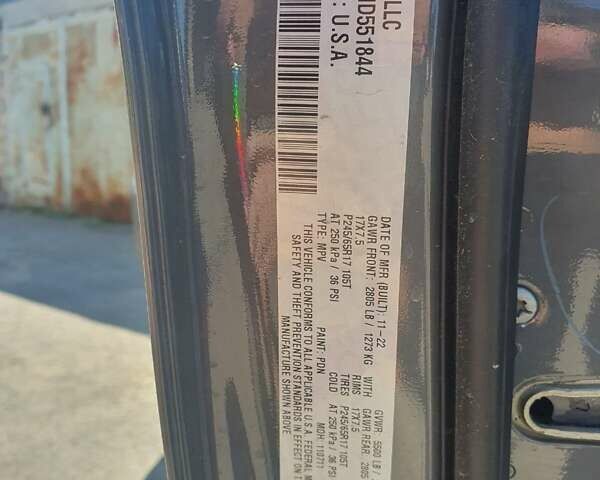 LLC
D551844
: U.S.A.
DATE OF MFR (BUILT): 11-22 GVWR: 5500 LB /
GAWR FRONT: 2805 LB / 1273 KG WITH GAWR REAR: 2805
17X7.5 RIMS 17X7.5
P245/65R17 105T TIRES P245/65R17 105T
AT 250 kPa / 36 PSI COLD AT 250 kPa / 36 PSI
TYPE: MPV PAINT: PDN MDH: 11071
THIS VEHICLE CONFORMS TO ALL APPLICABLE U.S.A. FEDERAL M
SAFETY AND THEFT PREVENTION STANDARDS IN EFFECT ON T
MANUFACTURE SHOWN ABOVE